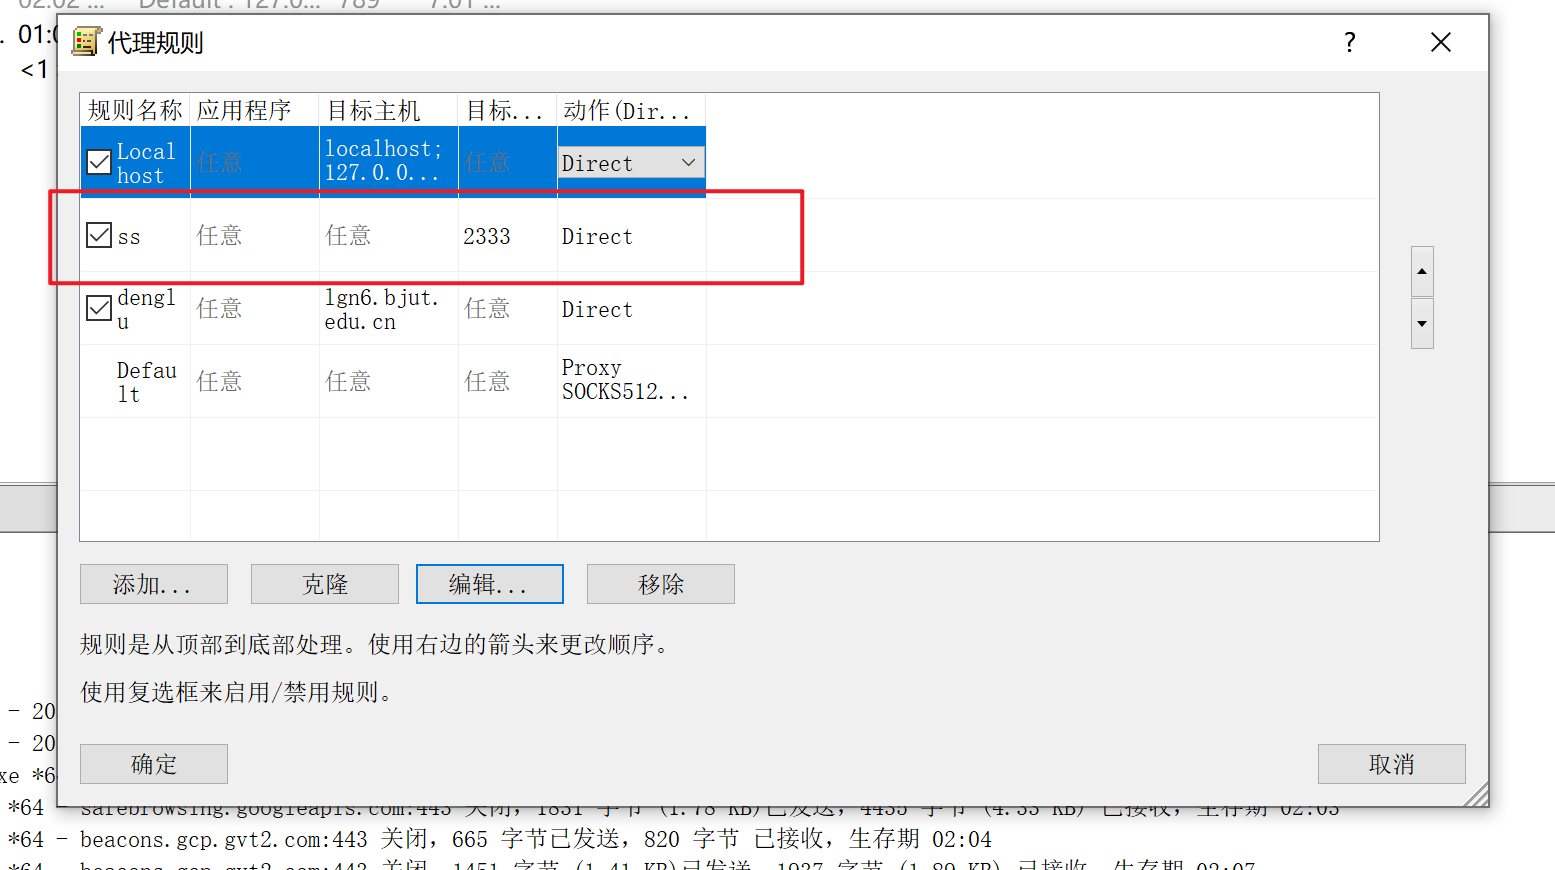 02:02 ... Default : 127.0... 789 7:01 ...
. 01:0
<1
代理规则
?
规则名称 应用程序 目标主机 目标... 动作(Dir...
Local
host 任意 localhost;
127.0.0... 任意 Direct
ss 任意 任意 2333 Direct
denglu
u 任意 lgn6.bjut.
edu.cn 任意 Direct
Defau
lt 任意 任意 任意 Proxy
SOCKS512...
添加... 克隆 编辑... 移除
规则是从顶部到底部处理。使用右边的箭头来更改顺序。
使用复选框来启用/禁用规则。
- 20
- 20
xe *6
确定 取消
*64 - safebrowsing.googleapis.com:443 关闭, 1831 字节 (1.78 KB)已发送, 4435 字节 (4.33 KB) 已接收, 生存期 02:03
*64 - beacons.gcp.gvt2.com:443 关闭, 665 字节已发送, 820 字节 已接收, 生存期 02:04
*64 - beacons.gcp.gvt2.com:443 关闭, 1451 字节 (1.41 KB)已发送, 1937 字节 (1.89 KB) 已接收, 生存期 02:07